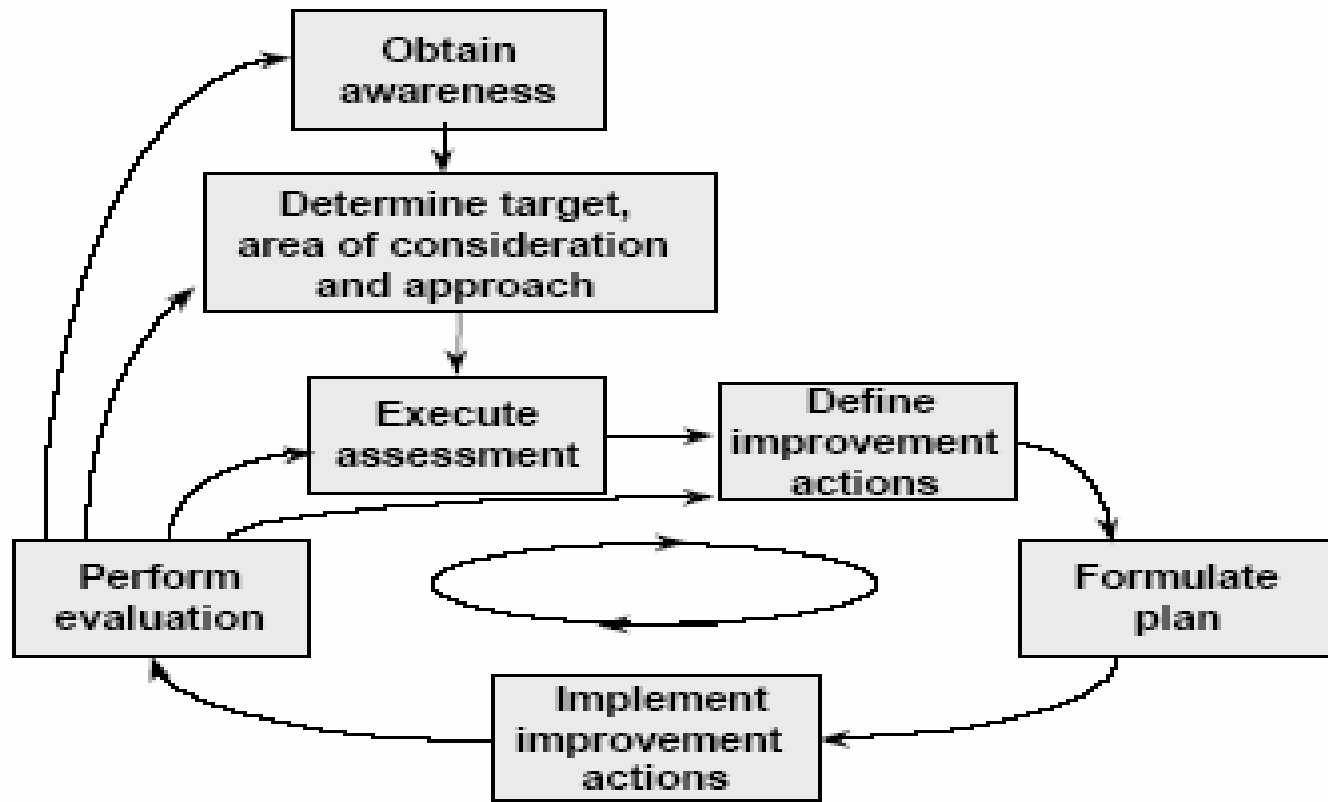 Obtain
awareness
Determine target,
area of consideration
and approach
Execute
assessment
Define
improvement
actions
Perform
evaluation
Formulate
plan
Implement
improvement
actions